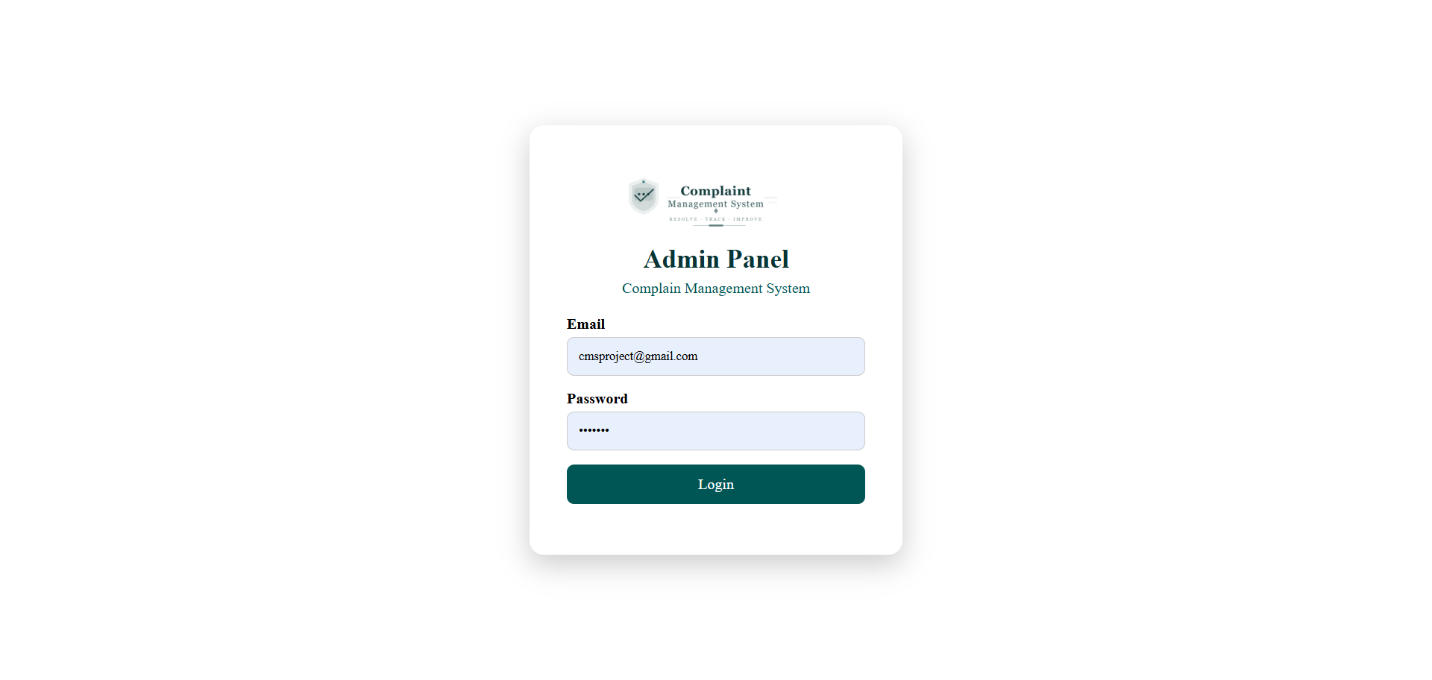 Complaint
Management System
RESOLVE · TRACK · IMPROVE
Admin Panel
Complain Management System
Email
cmsproject@gmail.com
Password
•••••••
Login